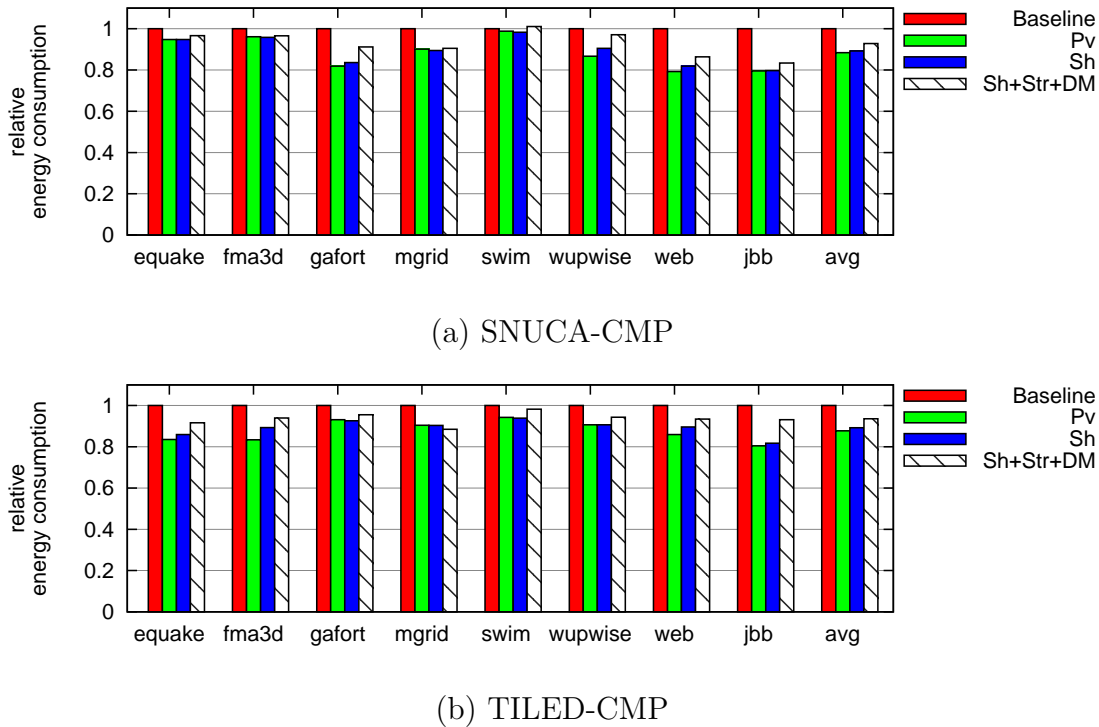 1
0.8
0.6
0.4
0.2
0
relative
energy consumption
equake fma3d gafort mgrid swim wupwise web jbb avg
Baseline
Pv
Sh
Sh+Str+DM
(a) SNUCA-CMP
1
0.8
0.6
0.4
0.2
0
relative
energy consumption
equake fma3d gafort mgrid swim wupwise web jbb avg
Baseline
Pv
Sh
Sh+Str+DM
(b) TILED-CMP